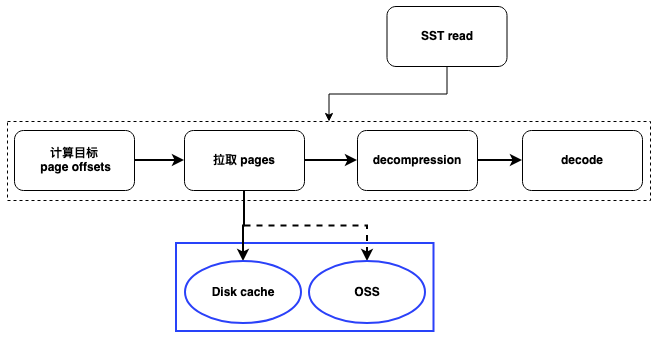 SST read
计算目标
page offsets
拉取 pages
decompression
decode
Disk cache
OSS